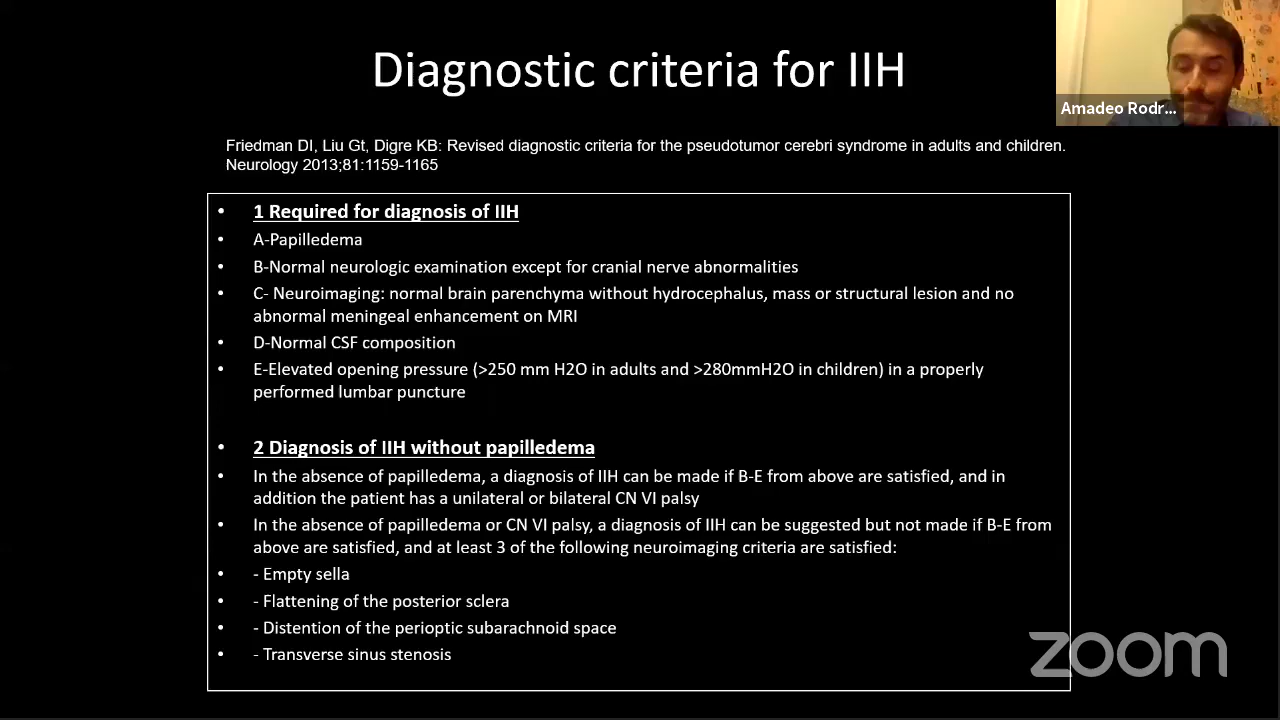 Diagnostic criteria for IIH
Amadeo Rodr...
Friedman DI, Liu Gt, Digre KB: Revised diagnostic criteria for the pseudotumor cerebri syndrome in adults and children.
Neurology 2013;81:1159-1165
• 1 Required for diagnosis of IIH
• A-Papilledema
• B-Normal neurologic examination except for cranial nerve abnormalities
• C- Neuroimaging: normal brain parenchyma without hydrocephalus, mass or structural lesion and no
abnormal meningeal enhancement on MRI
• D-Normal CSF composition
• E-Elevated opening pressure (>250 mm H2O in adults and >280mmH2O in children) in a properly
performed lumbar puncture
• 2 Diagnosis of IIH without papilledema
• In the absence of papilledema, a diagnosis of IIH can be made if B-E from above are satisfied, and in
addition the patient has a unilateral or bilateral CN VI palsy
• In the absence of papilledema or CN VI palsy, a diagnosis of IIH can be suggested but not made if B-E from
above are satisfied, and at least 3 of the following neuroimaging criteria are satisfied:
• - Empty sella
• - Flattening of the posterior sclera
• - Distention of the perioptic subarachnoid space
• - Transverse sinus stenosis
zoom